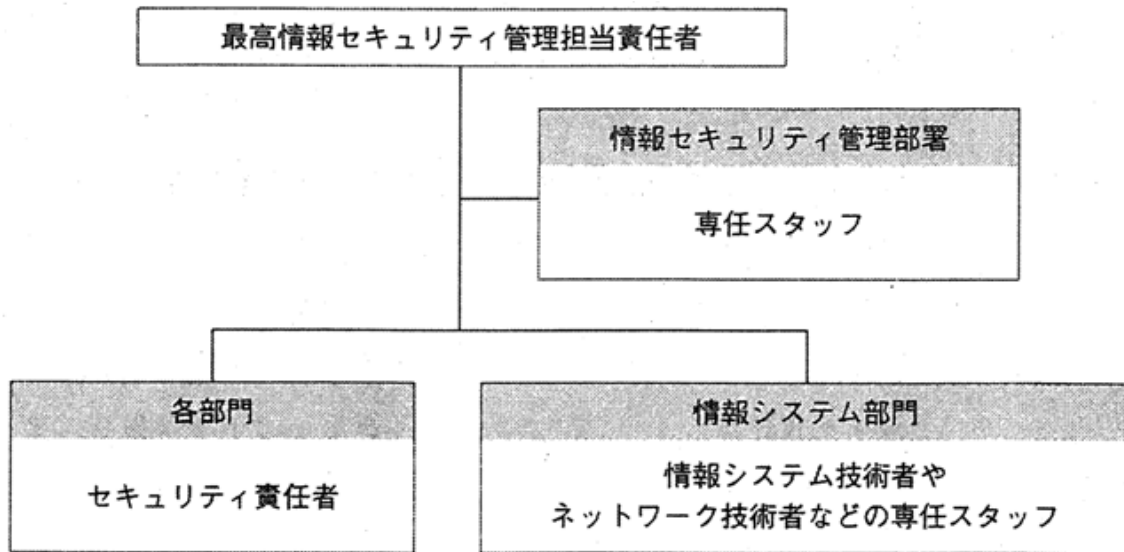 最高情報セキュリティ管理担当責任者
情報セキュリティ管理部署
専任スタッフ
各部門
セキュリティ責任者
情報システム部門
情報システム技術者や
ネットワーク技術者などの専任スタッフ